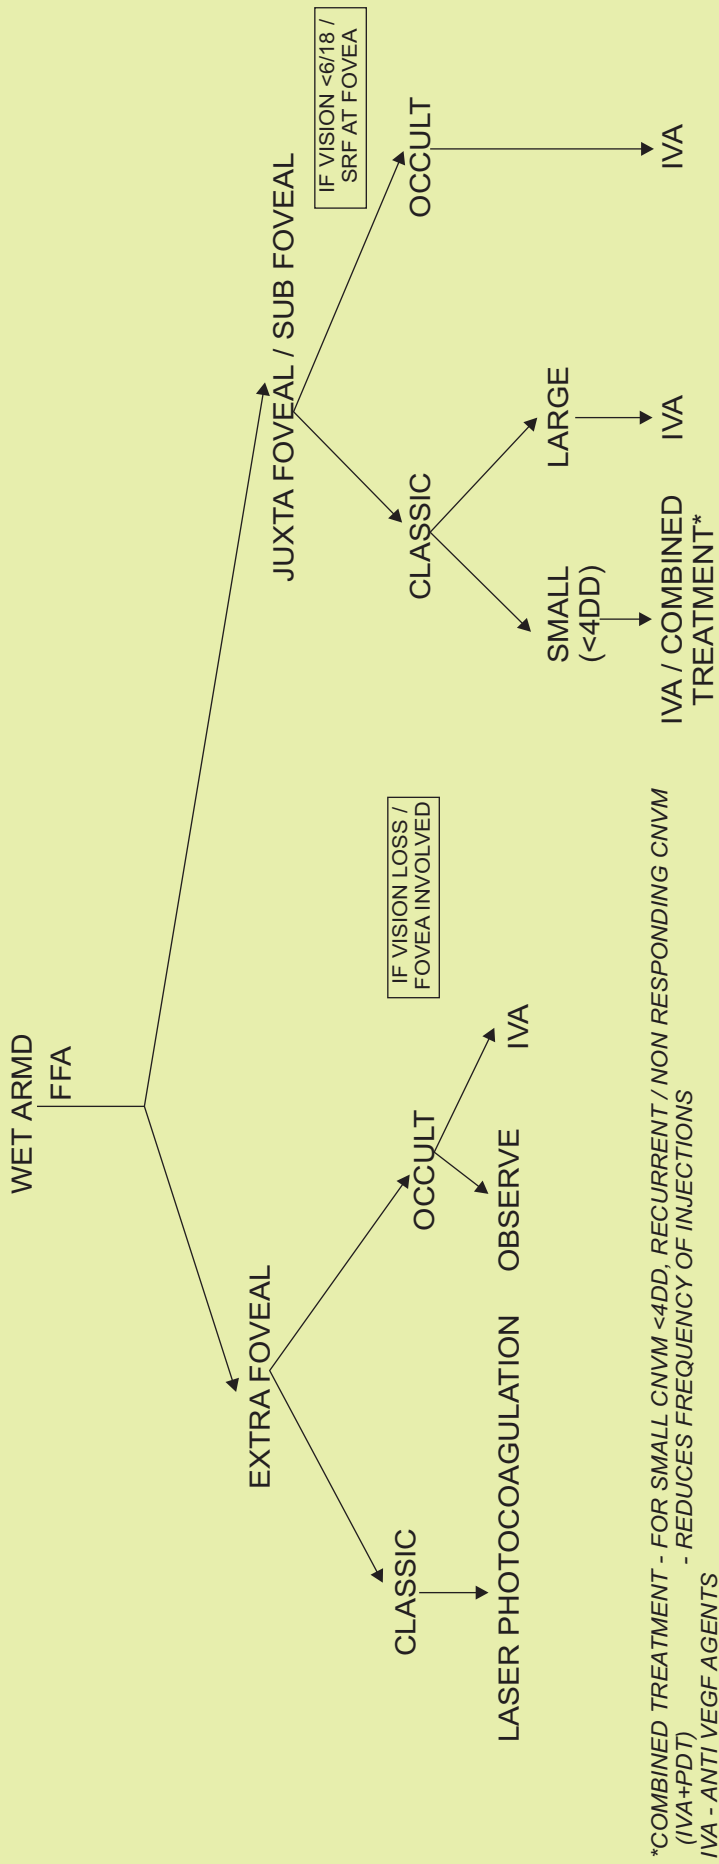 WET ARMD
FFA
EXTRA FOVEAL
JUXTA FOVEAL / SUB FOVEAL
IF VISION <6/18 /
SRF AT FOVEA
CLASSIC
OCCULT
IF VISION LOSS /
FOVEA INVOLVED
CLASSIC
OCCULT
LASER PHOTOCOAGULATION
OBSERVE
IVA
SMALL
(<4DD)
LARGE
IVA / COMBINED
TREATMENT*
IVA
IVA
*COMBINED TREATMENT - FOR SMALL CNVM <4DD, RECURRENT / NON RESPONDING CNVM
(IVA+PDT) - REDUCES FREQUENCY OF INJECTIONS
IVA - ANTI VEGF AGENTS